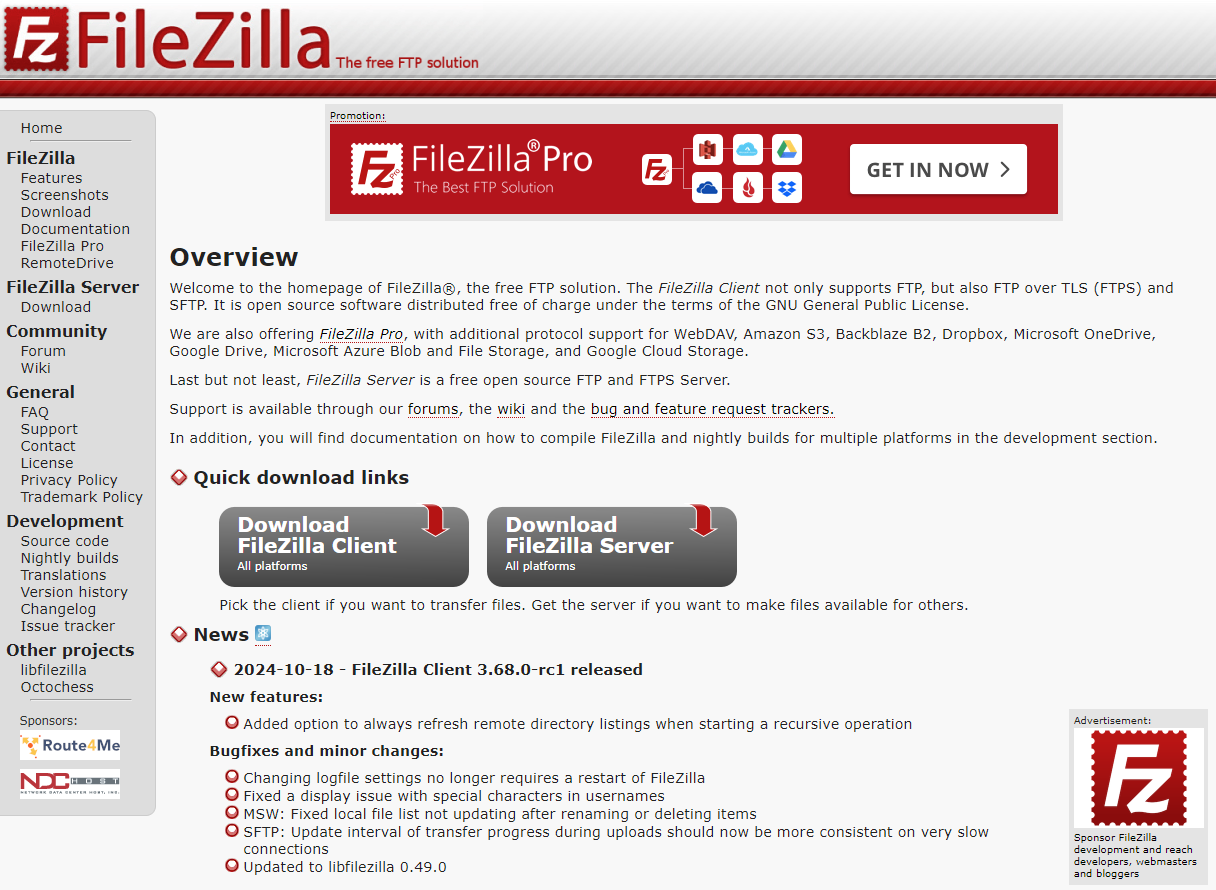 FileZilla The free FTP solution
Home
FileZilla
Features
Screenshots
Download
Documentation
FileZilla Pro
RemoteDrive
FileZilla Server
Download
Community
Forum
Wiki
General
FAQ
Support
Contact
License
Privacy Policy
Trademark Policy
Development
Source code
Nightly builds
Translations
Version history
Changelog
Issue tracker
Other projects
libfilezilla
Octochess
Sponsors:
Route4Me
NDC HOST
NETWORK DATA CENTER HOST, INC.
Promotion:
FileZilla® Pro
The Best FTP Solution
GET IN NOW
Overview
Welcome to the homepage of FileZilla®, the free FTP solution. The FileZilla Client not only supports FTP, but also FTP over TLS (FTPS) and
SFTP. It is open source software distributed free of charge under the terms of the GNU General Public License.
We are also offering FileZilla Pro, with additional protocol support for WebDAV, Amazon S3, Backblaze B2, Dropbox, Microsoft OneDrive,
Google Drive, Microsoft Azure Blob and File Storage, and Google Cloud Storage.
Last but not least, FileZilla Server is a free open source FTP and FTPS Server.
Support is available through our forums, the wiki and the bug and feature request trackers.
In addition, you will find documentation on how to compile FileZilla and nightly builds for multiple platforms in the development section.
Quick download links
Download
FileZilla Client
All platforms
Download
FileZilla Server
All platforms
Pick the client if you want to transfer files. Get the server if you want to make files available for others.
News
2024-10-18 - FileZilla Client 3.68.0-rc1 released
New features:
Added option to always refresh remote directory listings when starting a recursive operation
Bugfixes and minor changes:
Changing logfile settings no longer requires a restart of FileZilla
Fixed a display issue with special characters in usernames
MSW: Fixed local file list not updating after renaming or deleting items
SFTP: Update interval of transfer progress during uploads should now be more consistent on very slow
connections
Updated to libfilezilla 0.49.0
Advertisement:
Fz
Sponsor FileZilla
development and reach
developers, webmasters
and bloggers